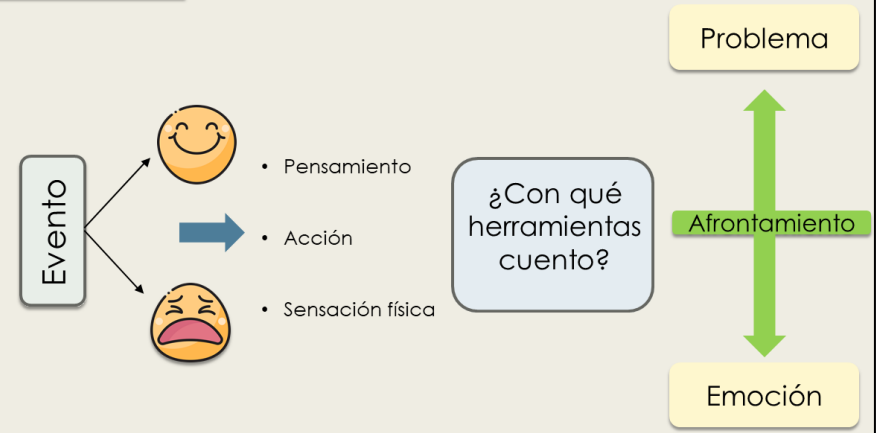 Evento
• Pensamiento
• Acción
• Sensación física
¿Con qué
herramientas
cuento?
Problema
Afrontamiento
Emoción